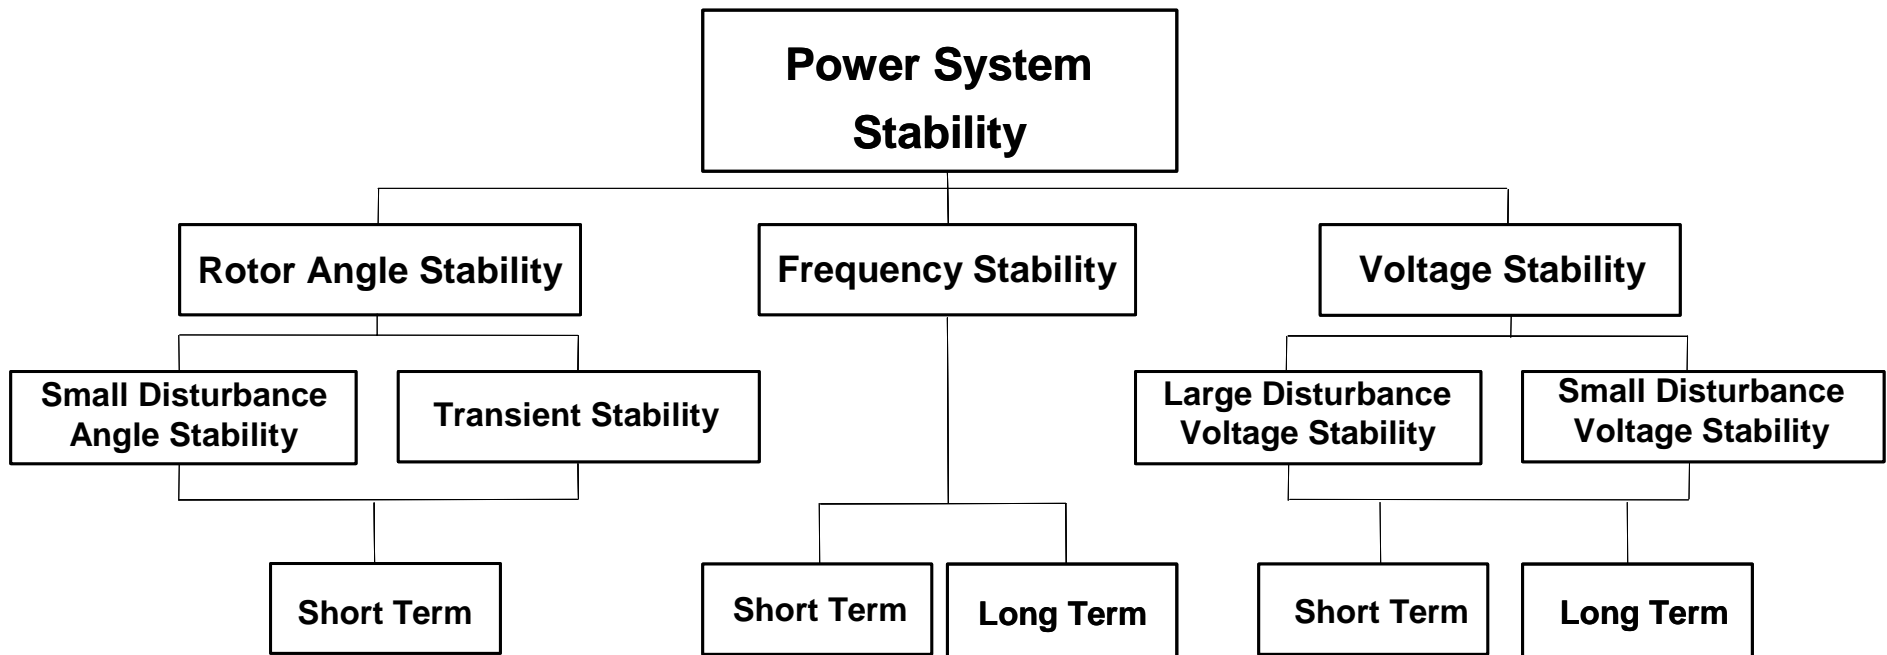 Power System
Stability
Rotor Angle Stability
Frequency Stability
Voltage Stability
Small Disturbance
Angle Stability
Transient Stability
Large Disturbance
Voltage Stability
Small Disturbance
Voltage Stability
Short Term
Short Term
Long Term
Short Term
Long Term